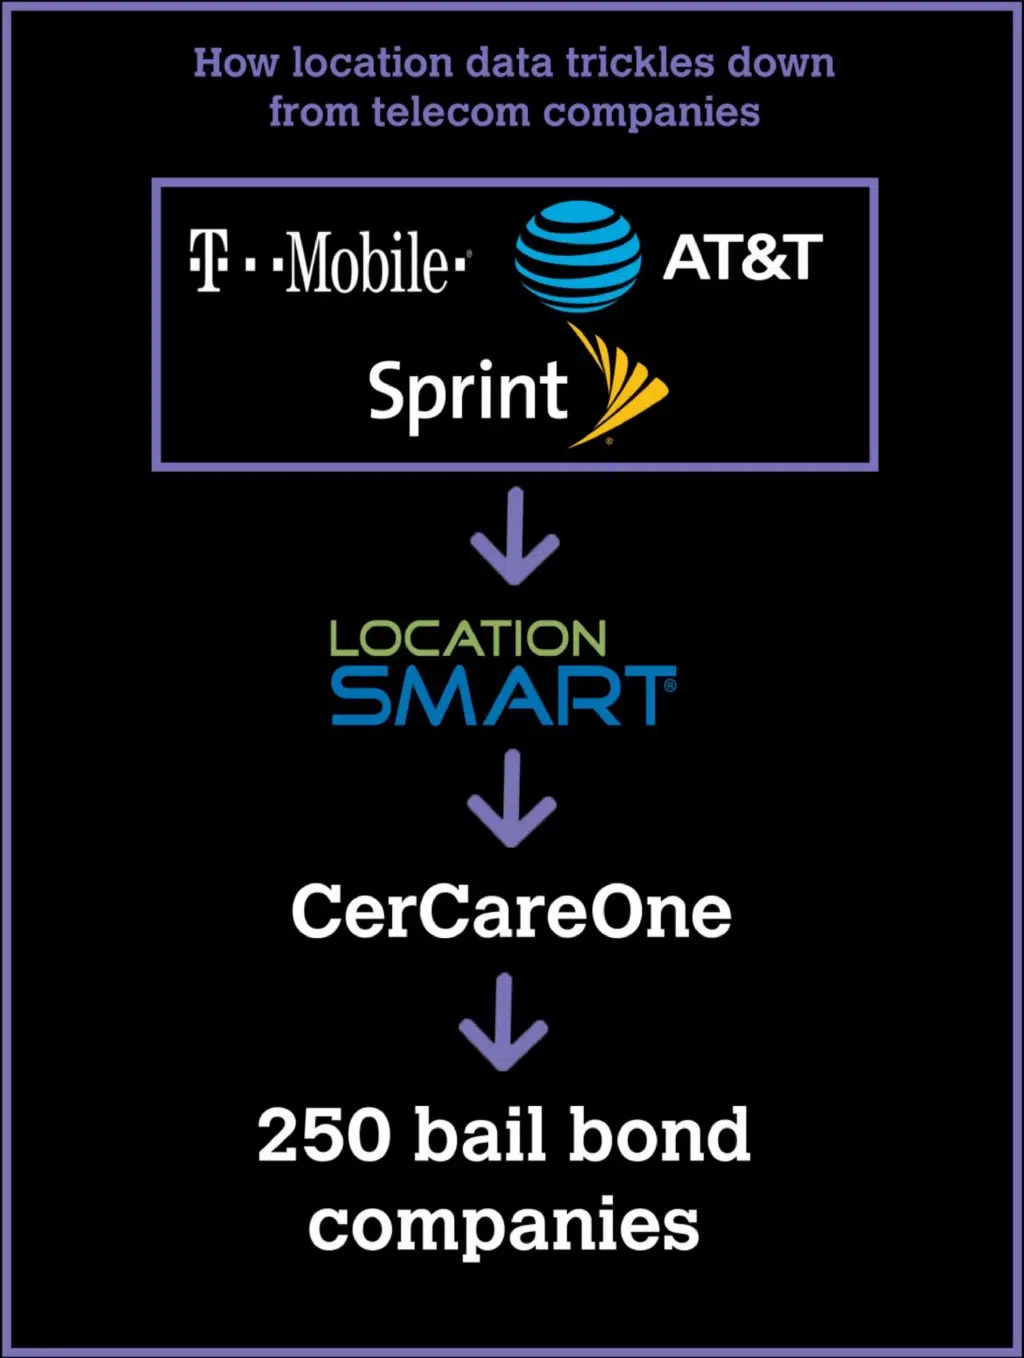 How location data trickles down
from telecom companies
T··Mobile·®
AT&T
Sprint
®
LOCATION
SMART®
CerCareOne
250 bail bond
companies